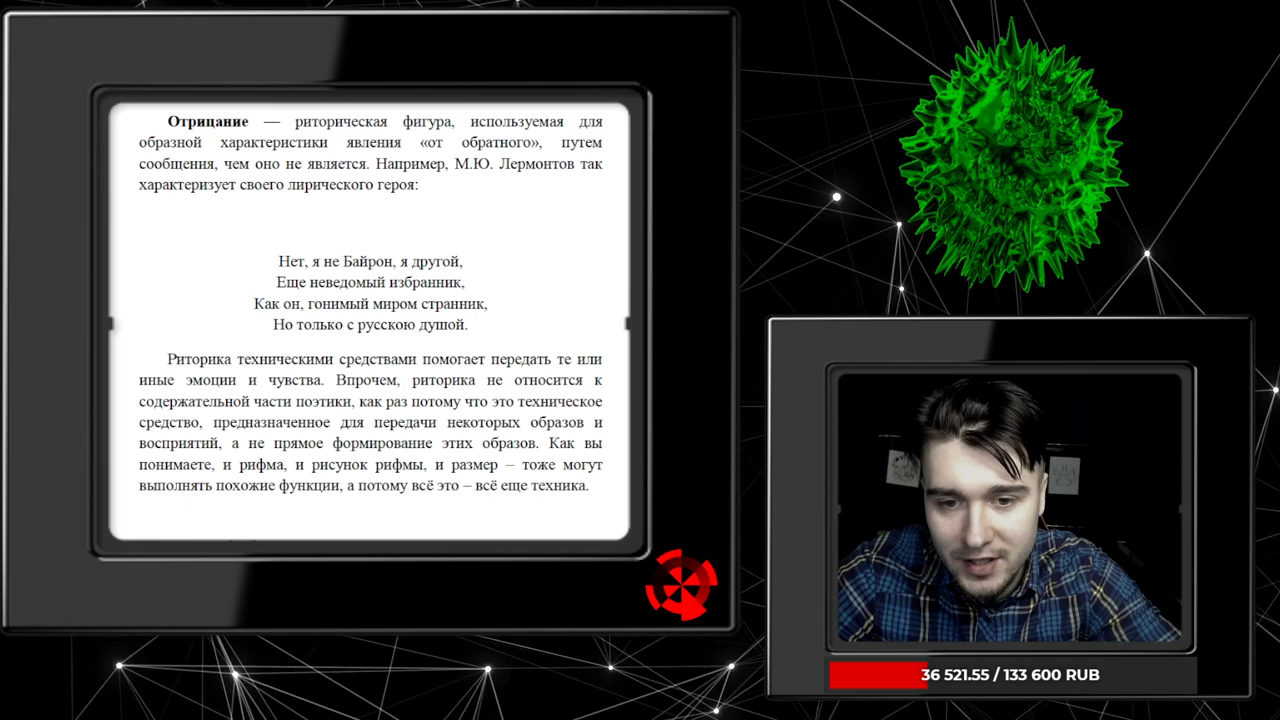 Отрицание — риторическая фигура, используемая для
образной характеристики явления «от обратного», путем
сообщения, чем оно не является. Например, М.Ю. Лермонтов так
характеризует своего лирического героя:
Нет, я не Байрон, я другой,
Еще неведомый избранник,
Как он, гонимый миром странник,
Но только с русскою душой.
Риторика техническими средствами помогает передать те или
иные эмоции и чувства. Впрочем, риторика не относится к
содержательной части поэтики, как раз потому что это техническое
средство, предназначенное для передачи некоторых образов и
восприятий, а не прямое формирование этих образов. Как вы
понимаете, и рифма, и рисунок рифмы, и размер – тоже могут
выполнять похожие функции, а потому всё это – всё еще техника.
36 521.55 / 133 600 RUB